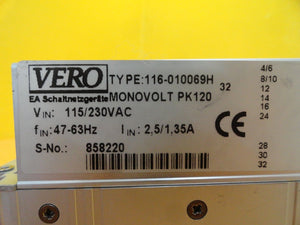 VERO
TYPE:116-010069H
EA Schaltnetzgeräte
MONOVOLT PK120
VIN: 115/230VAC
fIN: 47-63Hz IIN: 2,5/1,35A
S-No.: 858220
CE
32
4/6
8/10
12
14
16
24
28
30
32